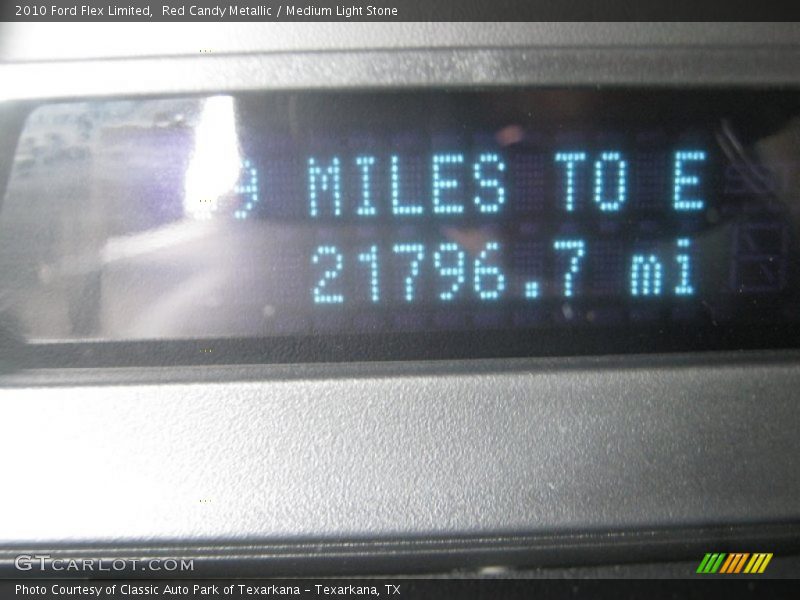 2010 Ford Flex Limited, Red Candy Metallic / Medium Light Stone
MILES TO E
21796.7 mi
GTCARLOT.COM
Photo Courtesy of Classic Auto Park of Texarkana - Texarkana, TX